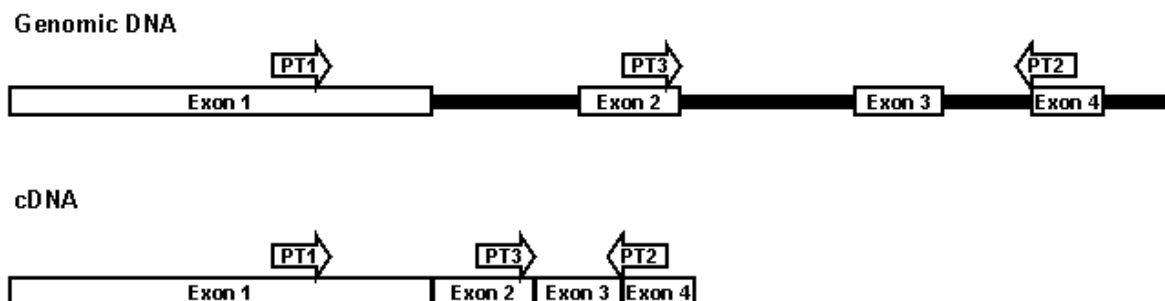 Genomic DNA
PT1 PT3 PT2
Exon 1 Exon 2 Exon 3 Exon 4
cDNA
PT1 PT3 PT2
Exon 1 Exon 2 Exon 3 Exon 4